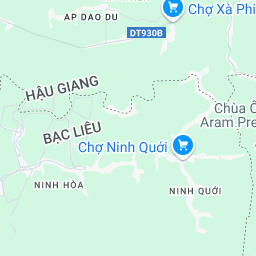 AP DAO DU
Chợ Xà Phi
DT930B
HẬU GIANG
BẠC LIÊU
Chùa Ô
Aram Pre
Chợ Ninh Quới
NINH HÒA
NINH QUỚI